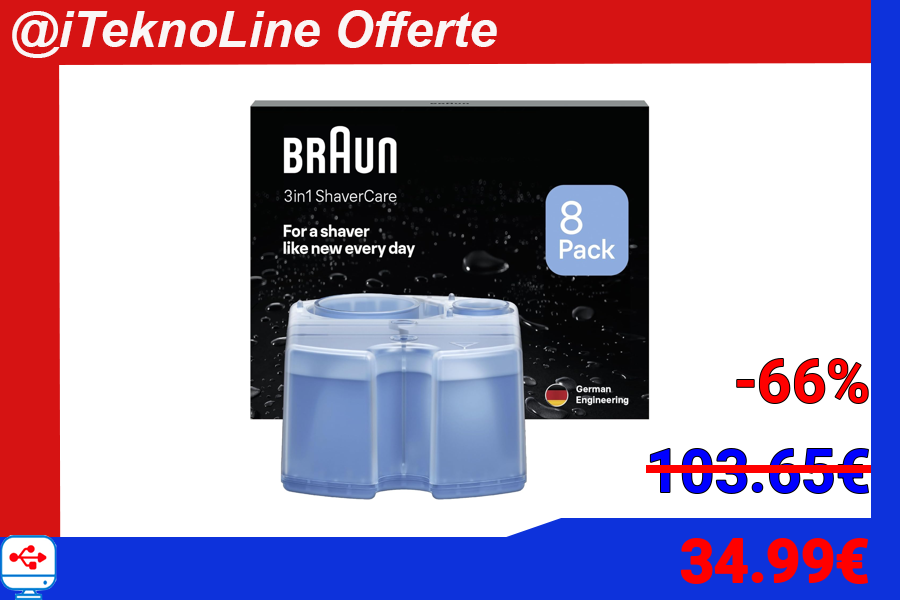 @iTeknoLine Offerte
BRAUN
3in1 ShaverCare
For a shaver
like new every day
8
Pack
German
Engineering
-66%
103.65€
34.99€